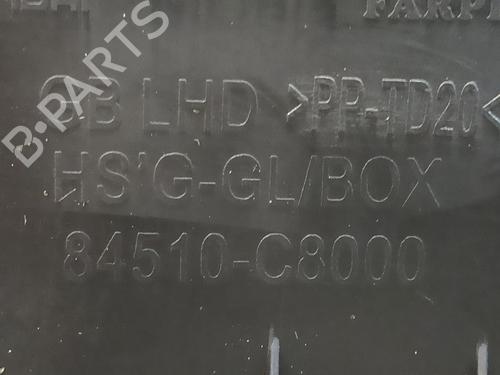 GB LHD >PP-TD20<
HS'G-GL/BOX
84510-C8000
B-PARTS